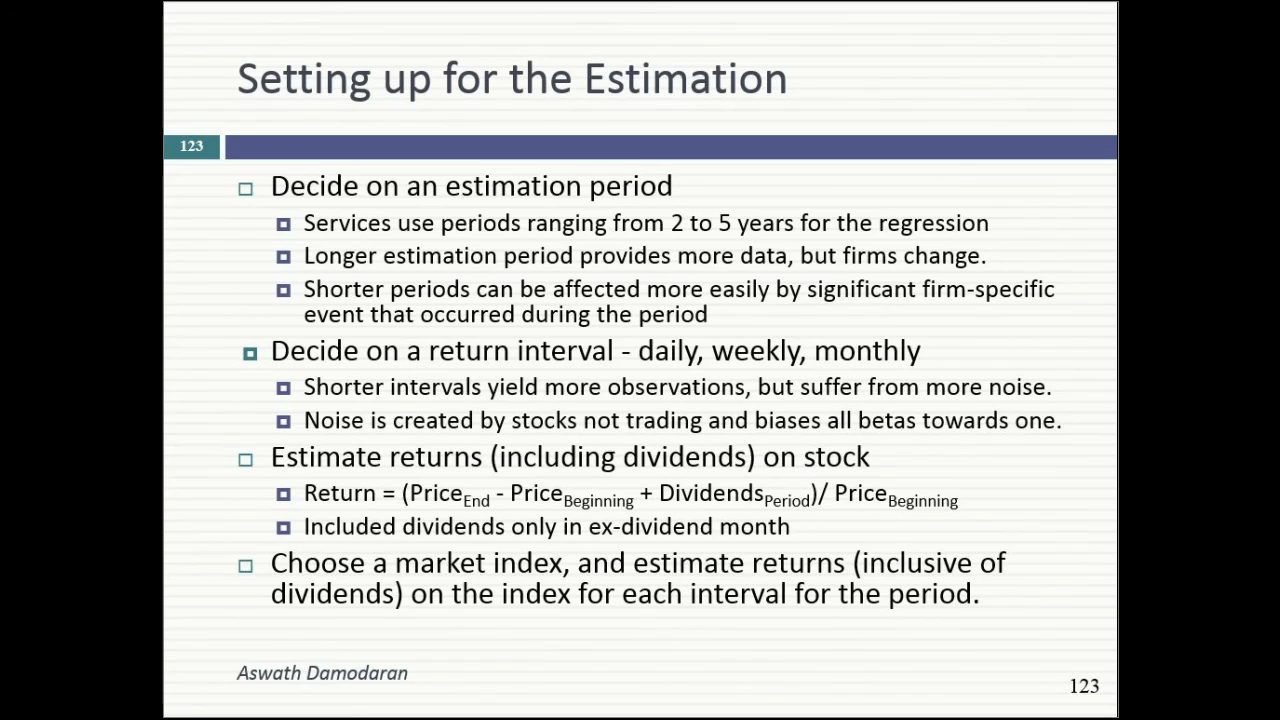 Setting up for the Estimation
123
Decide on an estimation period
Services use periods ranging from 2 to 5 years for the regression
Longer estimation period provides more data, but firms change.
Shorter periods can be affected more easily by significant firm-specific
event that occurred during the period
Decide on a return interval - daily, weekly, monthly
Shorter intervals yield more observations, but suffer from more noise.
Noise is created by stocks not trading and biases all betas towards one.
Estimate returns (including dividends) on stock
Return = (PriceEnd - PriceBeginning + DividendsPeriod)/ PriceBeginning
Included dividends only in ex-dividend month
Choose a market index, and estimate returns (inclusive of
dividends) on the index for each interval for the period.
Aswath Damodaran
123